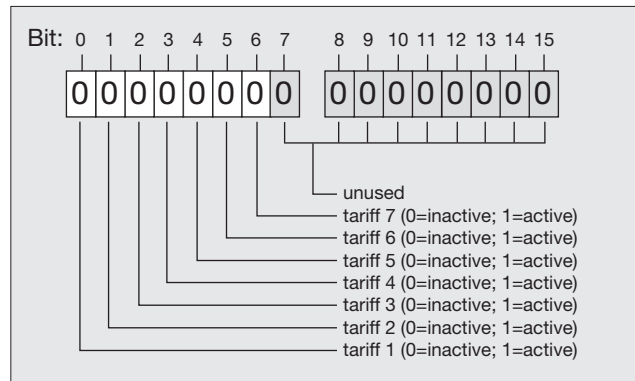 Bit: 0 1 2 3 4 5 6 7 8 9 10 11 12 13 14 15
0 0 0 0 0 0 0 0 0 0 0 0 0 0 0 0
unused
tariff 7 (0=inactive; 1=active)
tariff 6 (0=inactive; 1=active)
tariff 5 (0=inactive; 1=active)
tariff 4 (0=inactive; 1=active)
tariff 3 (0=inactive; 1=active)
tariff 2 (0=inactive; 1=active)
tariff 1 (0=inactive; 1=active)